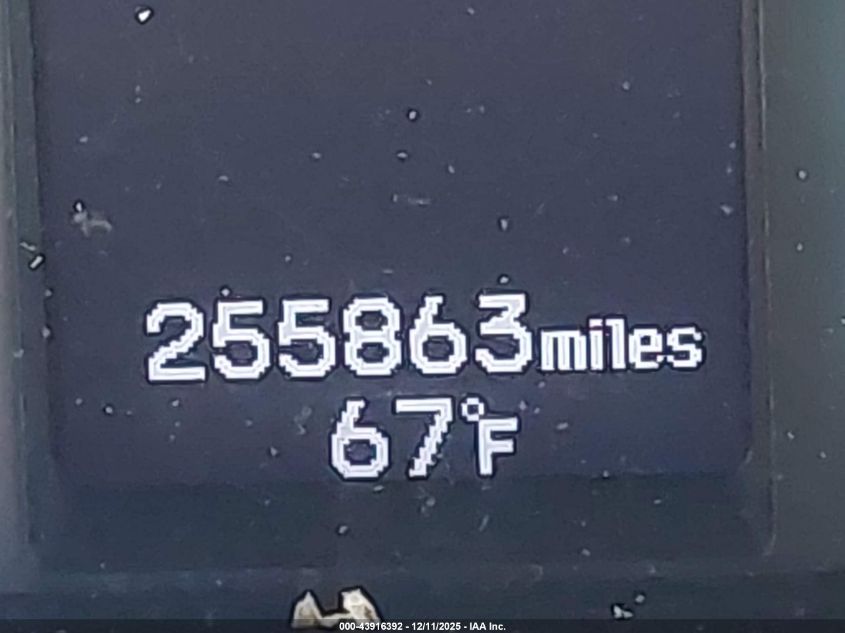 255863miles
67°F
000-43916392 - 12/11/2025 - IAA Inc.